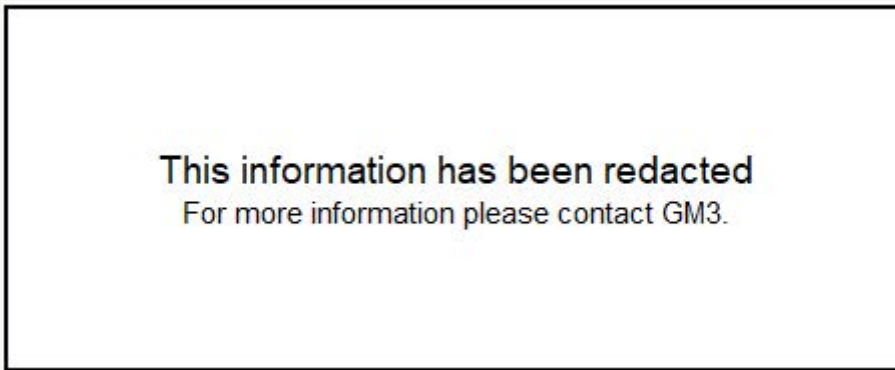 This information has been redacted
For more information please contact GM3.